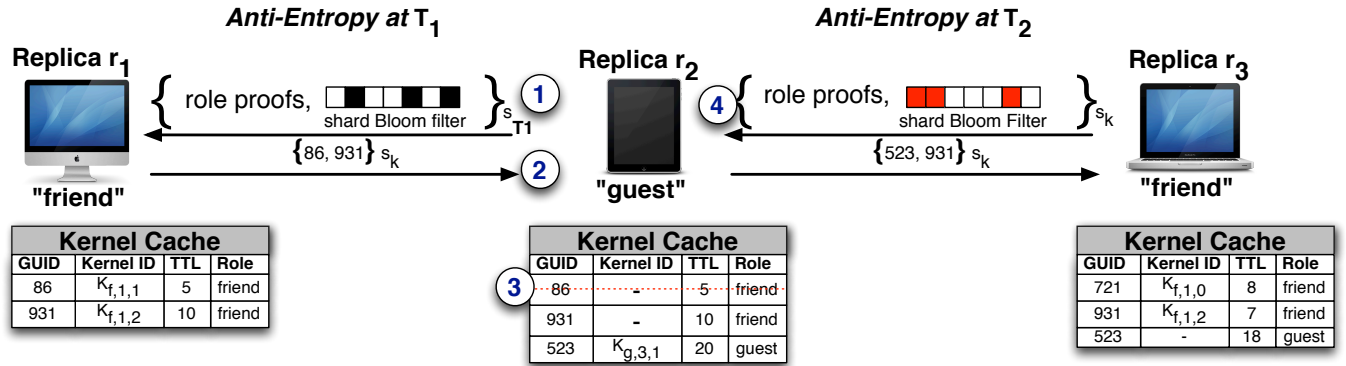 Anti-Entropy at T1
Anti-Entropy at T2
Replica r1
Replica r2
Replica r3
{ role proofs, shard Bloom filter }sT1
1
{86, 931} sk
2
4
{ role proofs, shard Bloom Filter }sk
{523, 931} sk
"friend"
"guest"
"friend"
Kernel Cache
GUID Kernel ID TTL Role
86 Kf,1,1 5 friend
931 Kf,1,2 10 friend
Kernel Cache
GUID Kernel ID TTL Role
3
86 - 5 friend
931 - 10 friend
523 Kg,3,1 20 guest
Kernel Cache
GUID Kernel ID TTL Role
721 Kf,1,0 8 friend
931 Kf,1,2 7 friend
523 - 18 guest